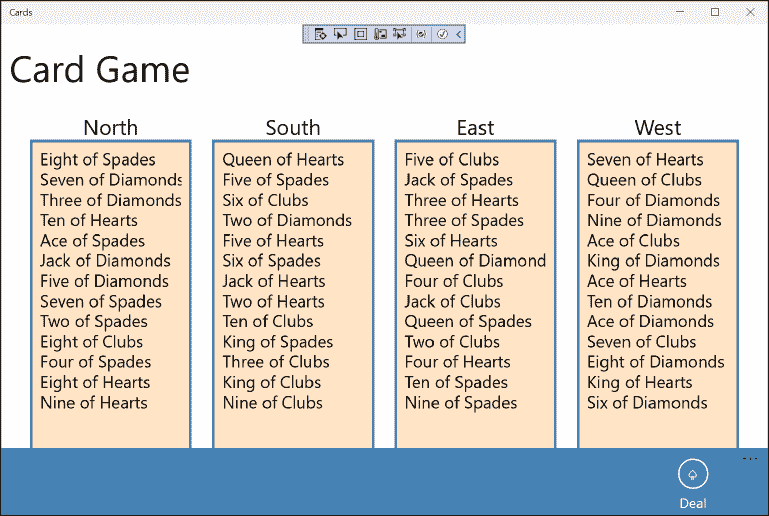 Cards
Card Game
North
Eight of Spades
Seven of Diamonds
Three of Diamonds
Ten of Hearts
Ace of Spades
Jack of Diamonds
Five of Diamonds
Seven of Spades
Two of Spades
Eight of Clubs
Four of Spades
Eight of Hearts
Nine of Hearts
South
Queen of Hearts
Five of Spades
Six of Clubs
Two of Diamonds
Five of Hearts
Six of Spades
Jack of Hearts
Two of Hearts
Ten of Clubs
King of Spades
Three of Clubs
King of Clubs
Nine of Clubs
East
Five of Clubs
Jack of Spades
Three of Hearts
Three of Spades
Six of Hearts
Queen of Diamond
Four of Clubs
Jack of Clubs
Queen of Spades
Two of Clubs
Four of Hearts
Ten of Spades
Nine of Spades
West
Seven of Hearts
Queen of Clubs
Four of Diamonds
Nine of Diamonds
Ace of Clubs
King of Diamonds
Ace of Hearts
Ten of Diamonds
Ace of Diamonds
Seven of Clubs
Eight of Diamonds
King of Hearts
Six of Diamonds
...
Deal